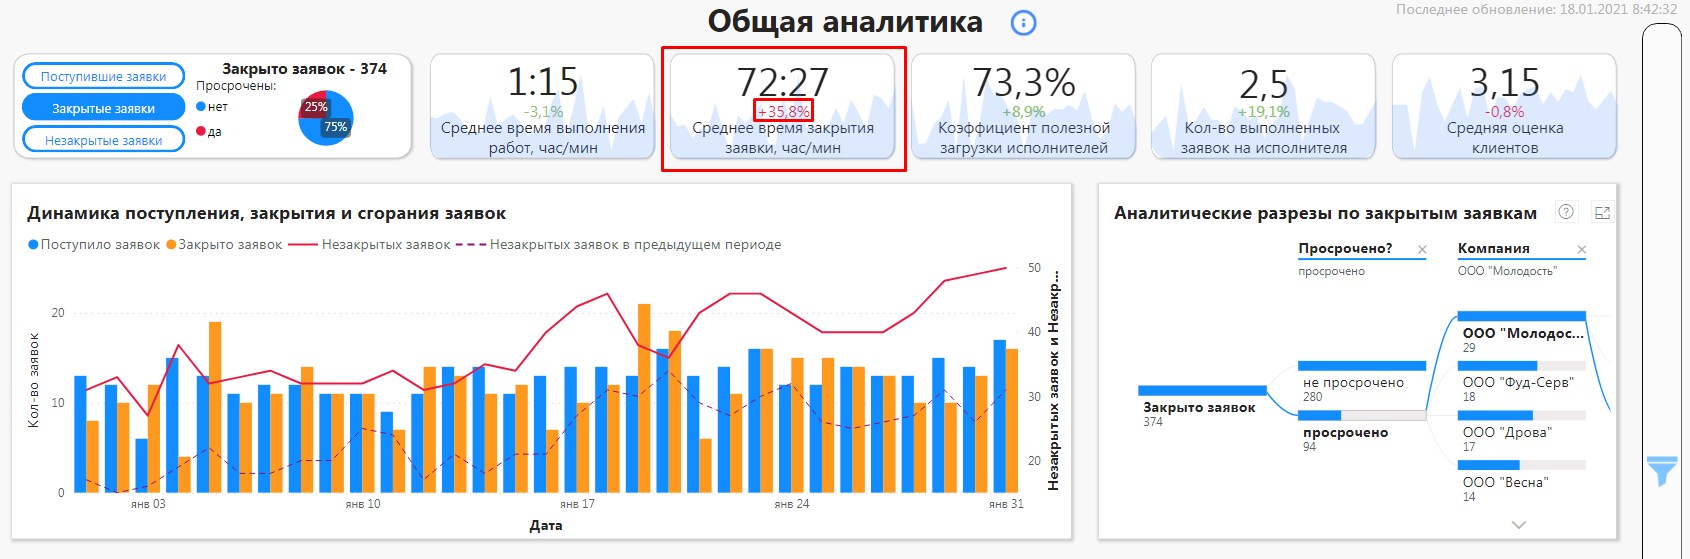 Общая аналитика
Последнее обновление: 18.01.2021 8:42:32
Поступившие заявки
Закрытые заявки
Незакрытые заявки
Закрыто заявок - 374
Просрочены:
нет
да
25%
75%
1:15
-3,1%
Среднее время выполнения
работ, час/мин
72:27
+35,8%
Среднее время закрытия
заявки, час/мин
73,3%
+8,9%
Коэффициент полезной
загрузки исполнителей
2,5
+19,1%
Кол-во выполненных
заявок на исполнителя
3,15
-0,8%
Средняя оценка
клиентов
Динамика поступления, закрытия и сгорания заявок
Поступило заявок Закрыто заявок Незакрытых заявок Незакрытых заявок в предыдущем периоде
Кол-во заявок
20
10
0
50
40
30
20
Незакрытых заявок и Незакр...
янв 03 янв 10 янв 17 янв 24 янв 31
Дата
Аналитические разрезы по закрытым заявкам
?
Просрочено? ×
просрочено
Компания ×
ООО "Молодость"
Закрыто заявок
374
не просрочено
280
просрочено
94
ООО "Молодос...
29
ООО "Фуд-Серв"
18
ООО "Дрова"
17
ООО "Весна"
14